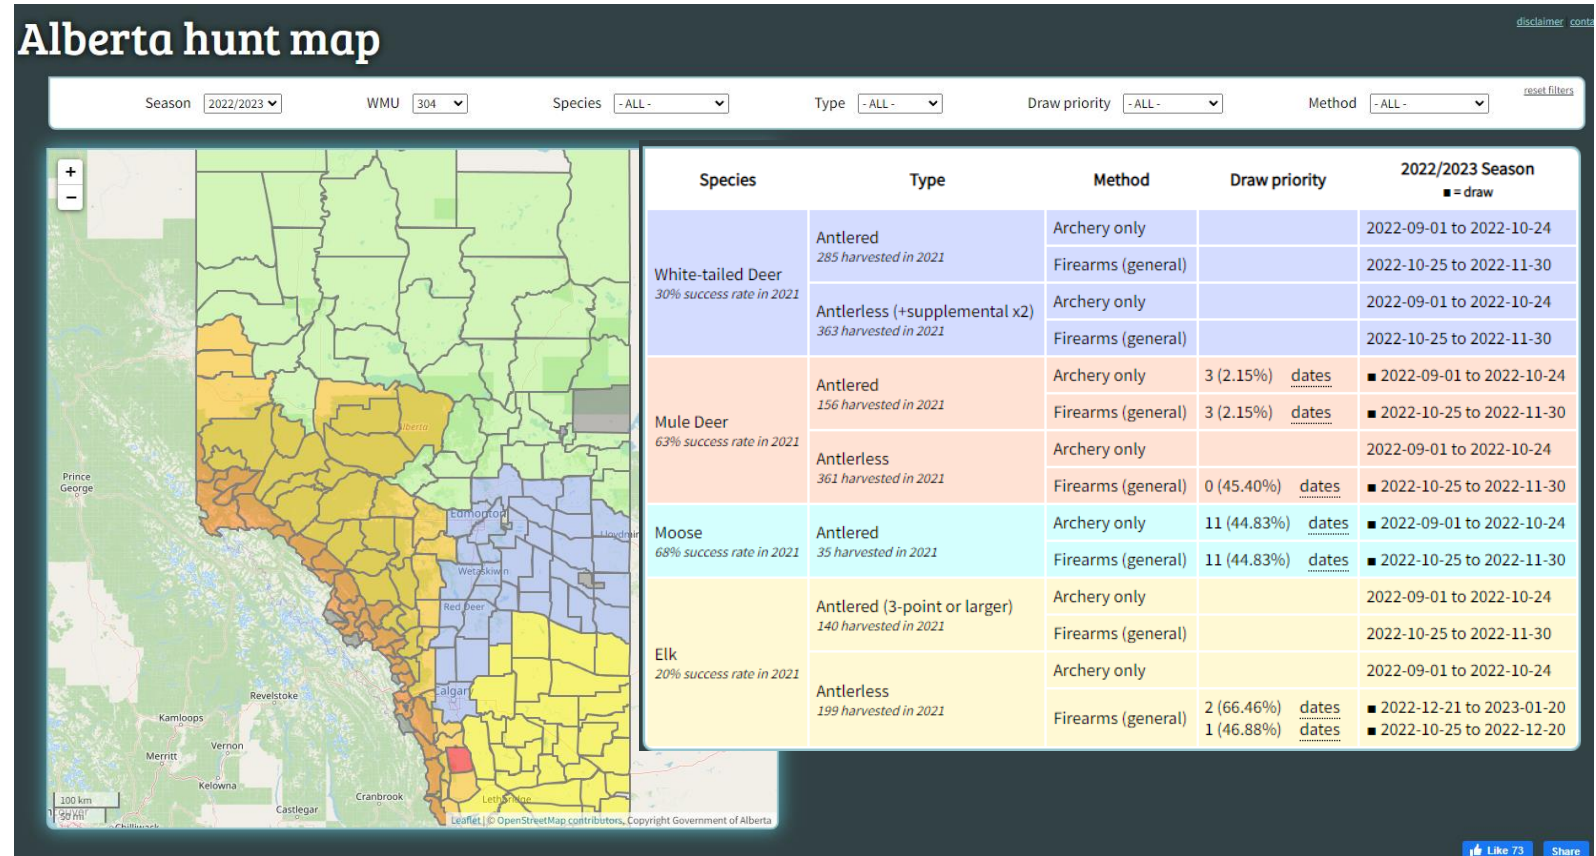 Alberta hunt map
disclaimer
Season 2022/2023 WMU 304 Species - ALL - Type - ALL - Draw priority - ALL - Method - ALL - reset filters
+
−
Alberta
Prince
George
Edmonton
Wetaskiwin
Red Deer
Calgary
Revelstoke
Kamloops
Vernon
Merritt
Kelowna
Cranbrook
Castlegar
Lethbridge
100 km
50 mi
Chilliwack
Leaflet | © OpenStreetMap contributors, Copyright Government of Alberta
Species Type Method Draw priority 2022/2023 Season
■ = draw
White-tailed Deer
30% success rate in 2021
Antlered
285 harvested in 2021
Archery only 2022-09-01 to 2022-10-24
Firearms (general) 2022-10-25 to 2022-11-30
Antlerless (+supplemental x2)
363 harvested in 2021
Archery only 2022-09-01 to 2022-10-24
Firearms (general) 2022-10-25 to 2022-11-30
Mule Deer
63% success rate in 2021
Antlered
156 harvested in 2021
Archery only 3 (2.15%) dates ■ 2022-09-01 to 2022-10-24
Firearms (general) 3 (2.15%) dates ■ 2022-10-25 to 2022-11-30
Antlerless
361 harvested in 2021
Archery only 2022-09-01 to 2022-10-24
Firearms (general) 0 (45.40%) dates ■ 2022-10-25 to 2022-11-30
Moose
68% success rate in 2021
Antlered
35 harvested in 2021
Archery only 11 (44.83%) dates ■ 2022-09-01 to 2022-10-24
Firearms (general) 11 (44.83%) dates ■ 2022-10-25 to 2022-11-30
Elk
20% success rate in 2021
Antlered (3-point or larger)
140 harvested in 2021
Archery only 2022-09-01 to 2022-10-24
Firearms (general) 2022-10-25 to 2022-11-30
Antlerless
199 harvested in 2021
Archery only 2022-09-01 to 2022-10-24
Firearms (general)
2 (66.46%) dates ■ 2022-12-21 to 2023-01-20
1 (46.88%) dates ■ 2022-10-25 to 2022-12-20
Like 73 Share